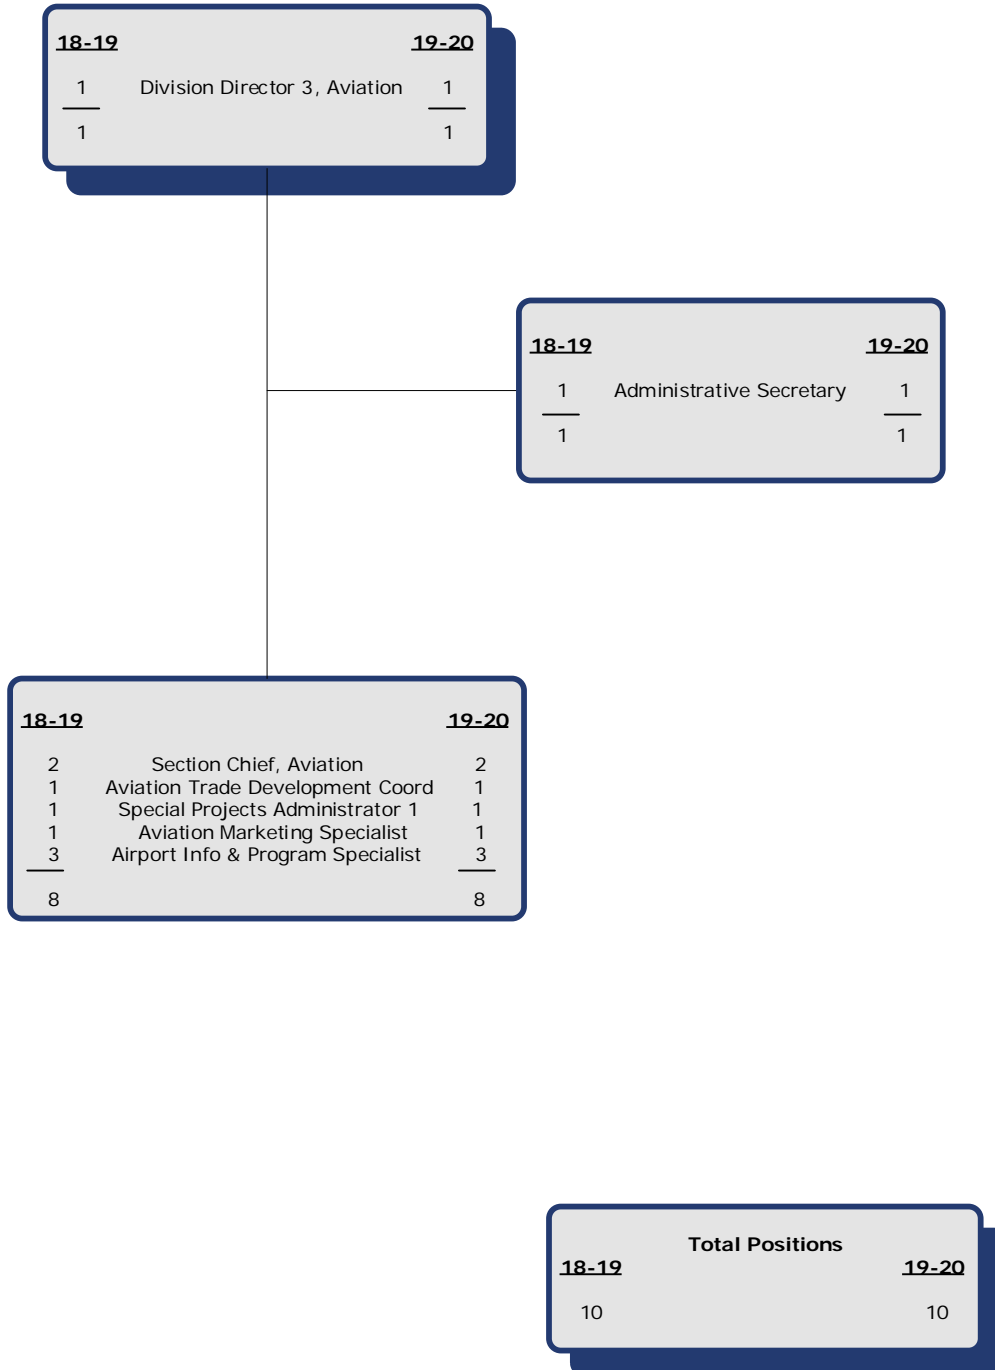 18-19 19-20
1 Division Director 3, Aviation 1
1 1
18-19 19-20
1 Administrative Secretary 1
1 1
18-19 19-20
2 Section Chief, Aviation 2
1 Aviation Trade Development Coord 1
1 Special Projects Administrator 1 1
1 Aviation Marketing Specialist 1
3 Airport Info & Program Specialist 3
8 8
Total Positions
18-19 19-20
10 10